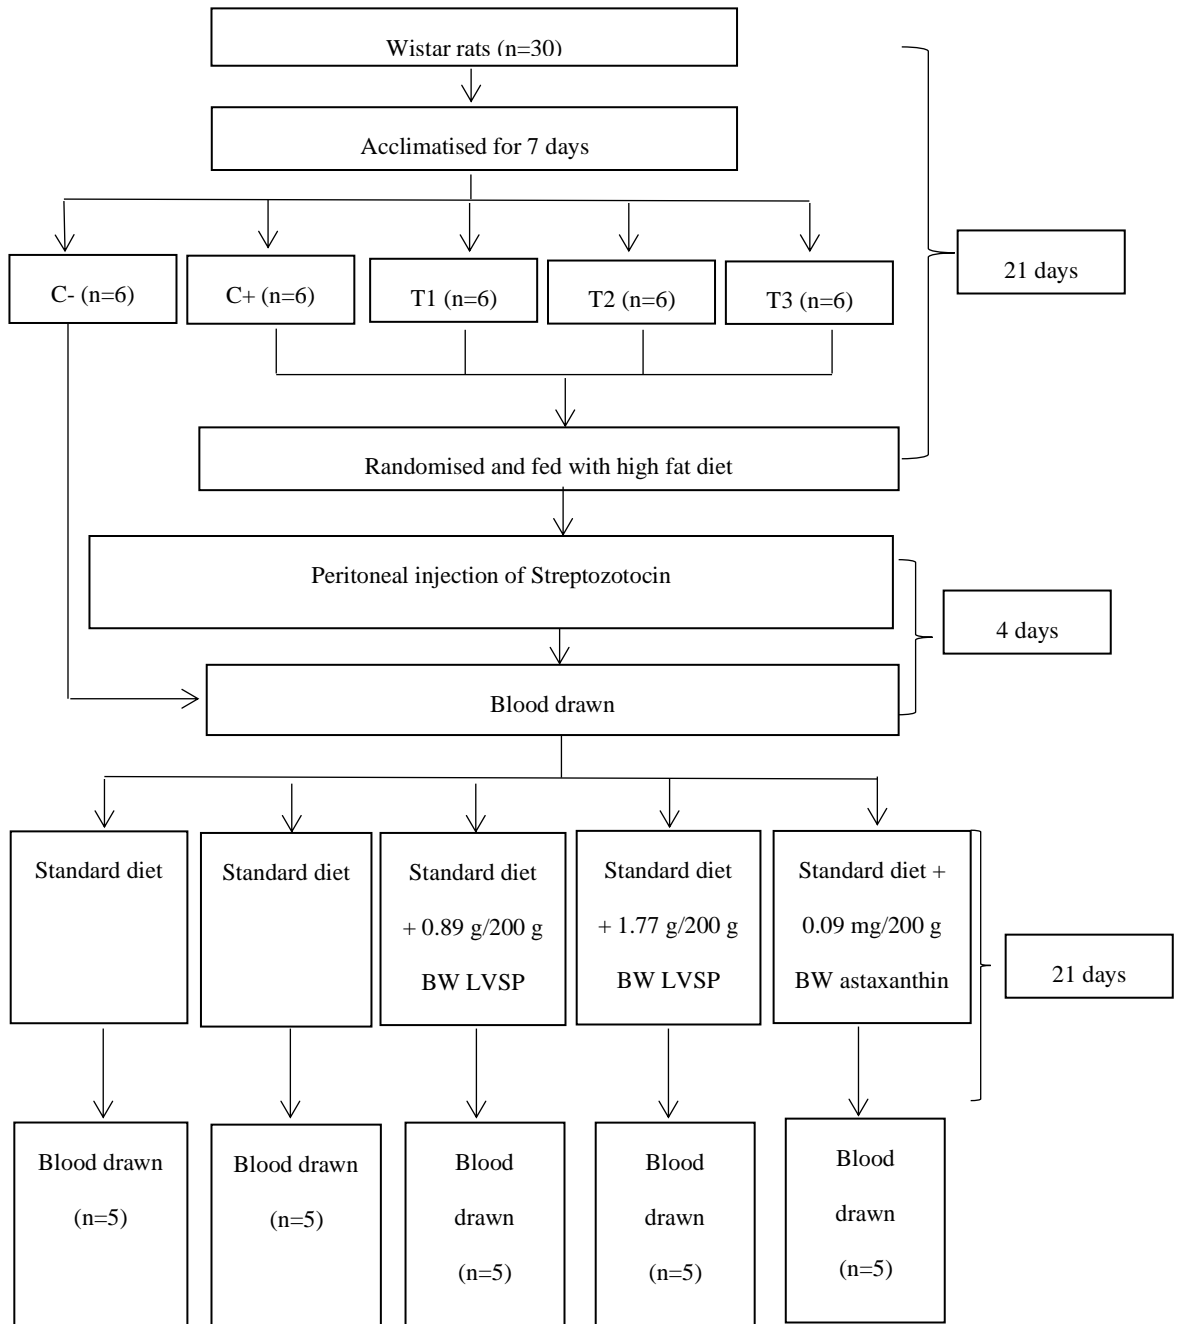 Wistar rats (n=30)
Acclimatised for 7 days
C- (n=6)
C+ (n=6)
T1 (n=6)
T2 (n=6)
T3 (n=6)
21 days
Randomised and fed with high fat diet
Peritoneal injection of Streptozotocin
4 days
Blood drawn
Standard diet
Standard diet
Standard diet
+ 0.89 g/200 g
BW LVSP
Standard diet
+ 1.77 g/200 g
BW LVSP
Standard diet +
0.09 mg/200 g
BW astaxanthin
21 days
Blood drawn
(n=5)
Blood drawn
(n=5)
Blood
drawn
(n=5)
Blood
drawn
(n=5)
Blood
drawn
(n=5)